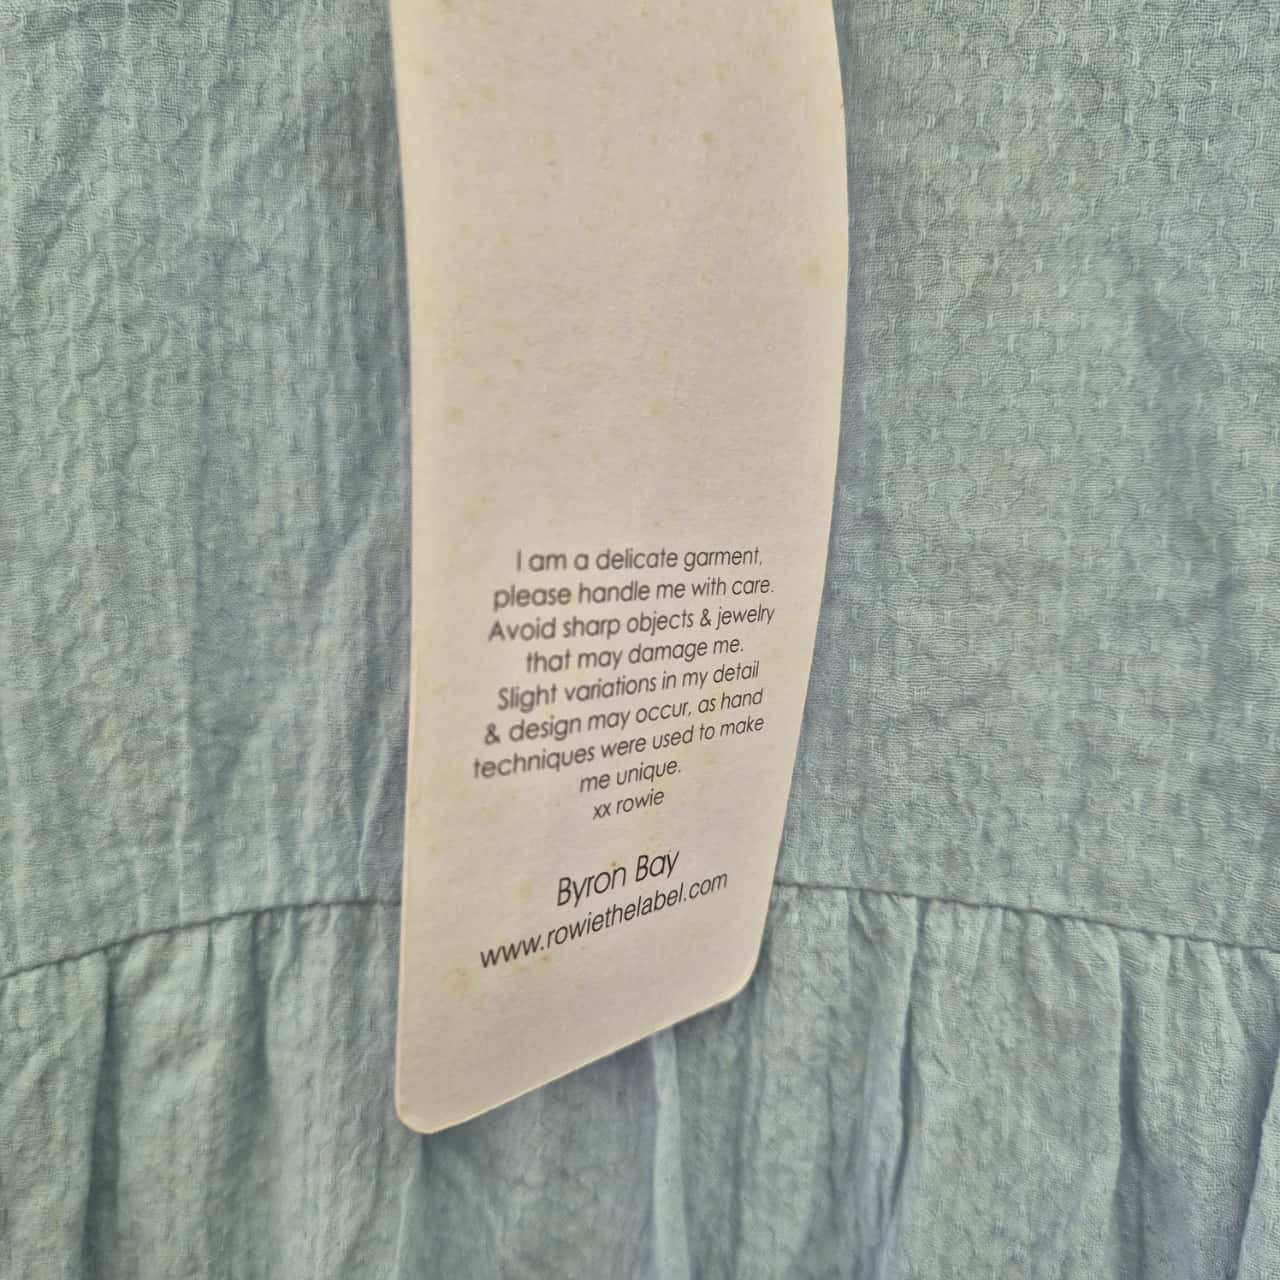 I am a delicate garment,
please handle me with care.
Avoid sharp objects & jewelry
that may damage me.
Slight variations in my detail
& design may occur, as hand
techniques were used to make
me unique.
xx rowie
Byron Bay
www.rowiethelabel.com